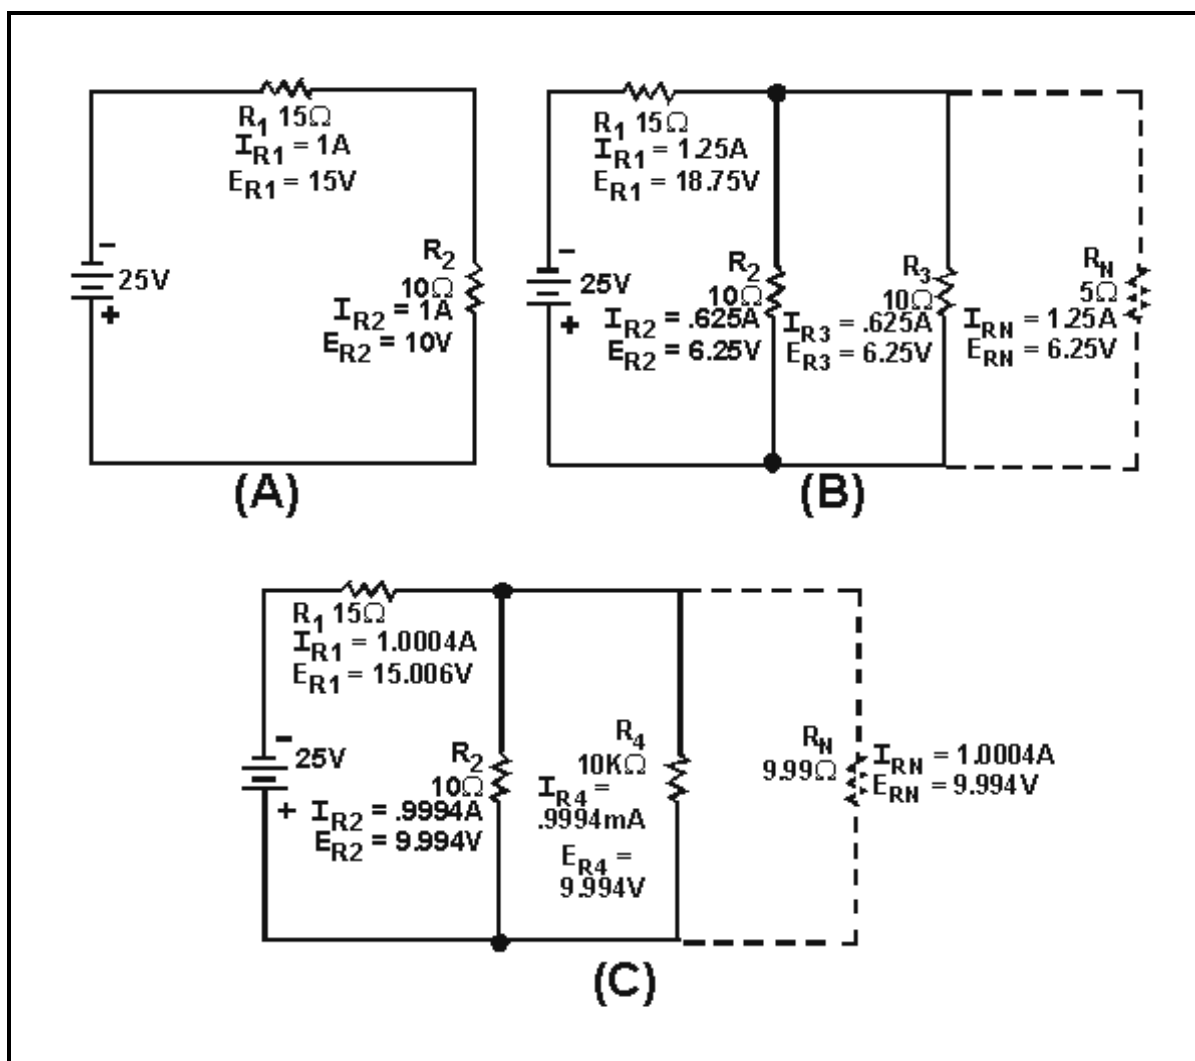 R1 15Ω
IR1 = 1A
ER1 = 15V
−
25V
+
R2
10Ω
IR2 = 1A
ER2 = 10V
(A)
R1 15Ω
IR1 = 1.25A
ER1 = 18.75V
−
25V
+
R2
10Ω
IR2 = .625A
ER2 = 6.25V
R3
10Ω
IR3 = .625A
ER3 = 6.25V
RN
5Ω
IRN = 1.25A
ERN = 6.25V
(B)
R1 15Ω
IR1 = 1.0004A
ER1 = 15.006V
−
25V
+
R2
10Ω
IR2 = .9994A
ER2 = 9.994V
R4
10KΩ
IR4 =
.9994mA
ER4 =
9.994V
RN
9.99Ω
IRN = 1.0004A
ERN = 9.994V
(C)